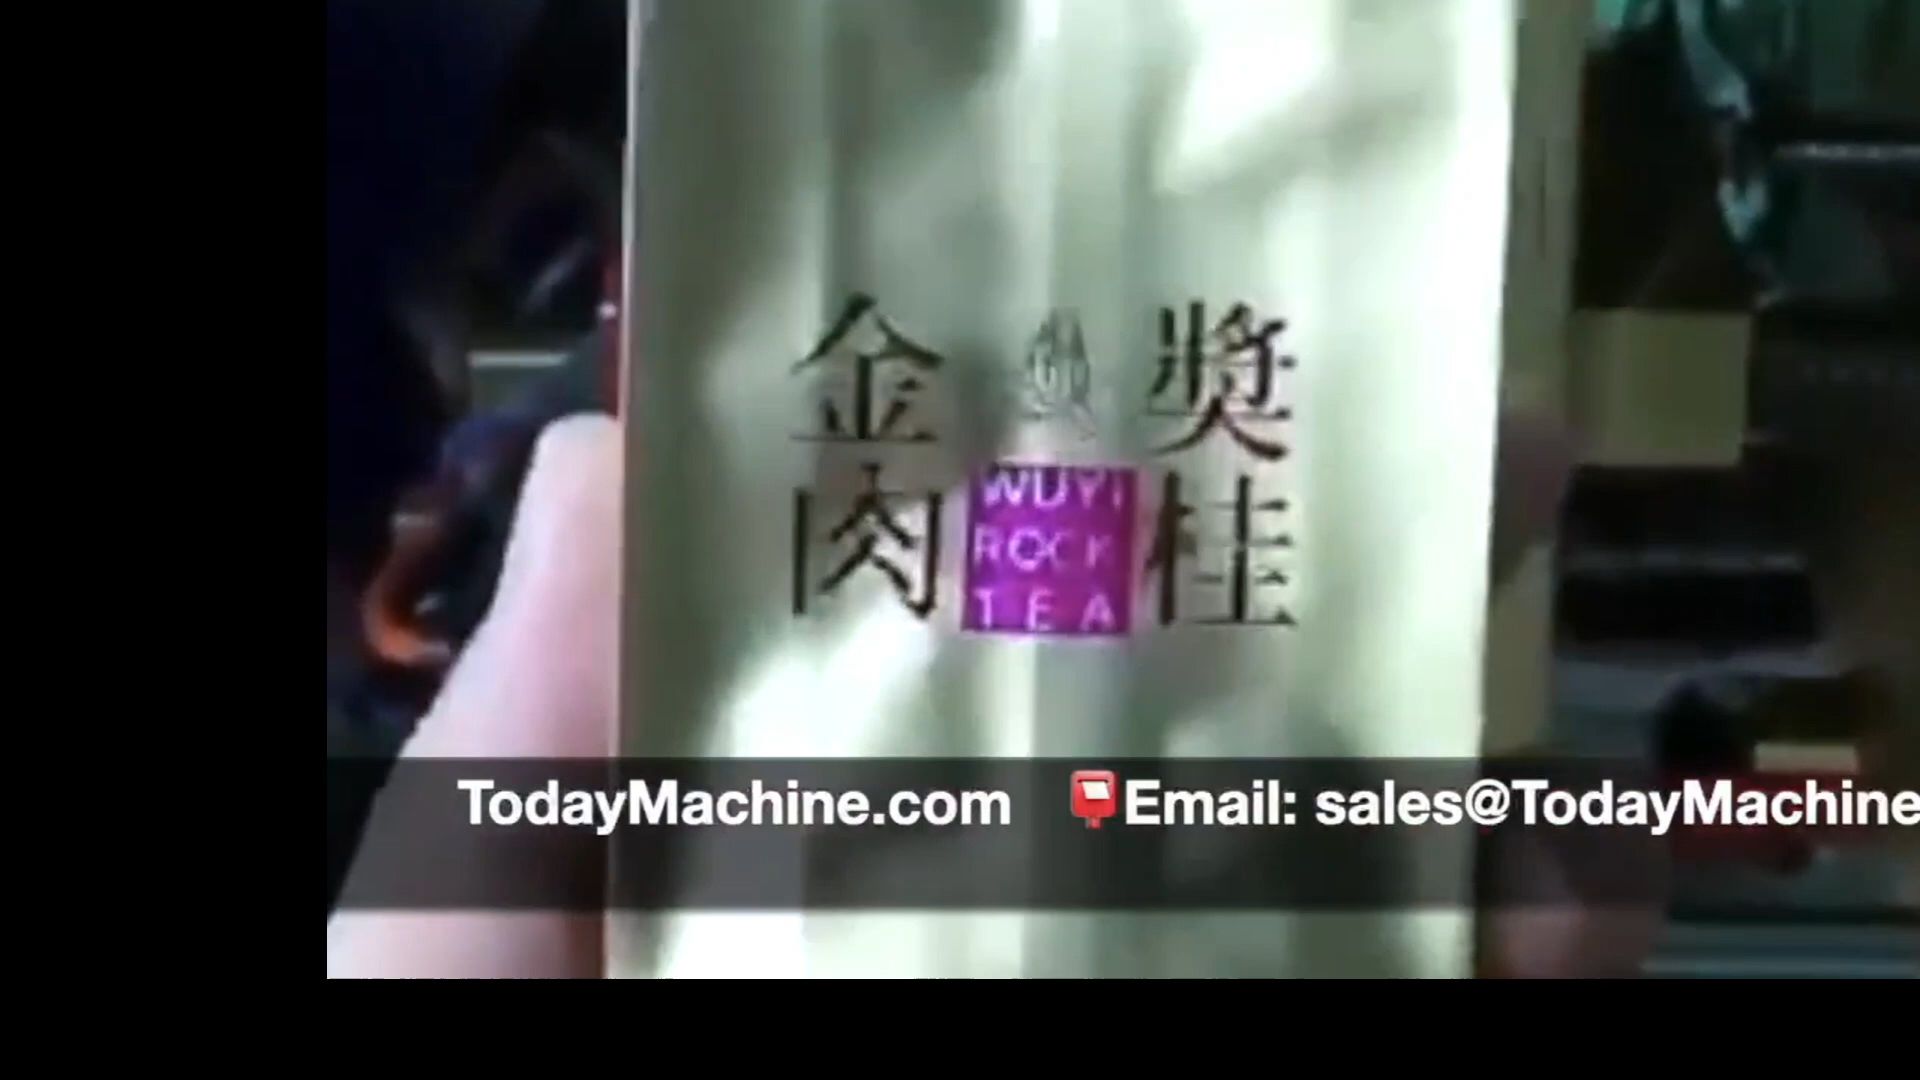 金獎
肉桂
WUYI
ROCK
TEA
TodayMachine.com 📮Email: sales@TodayMachine